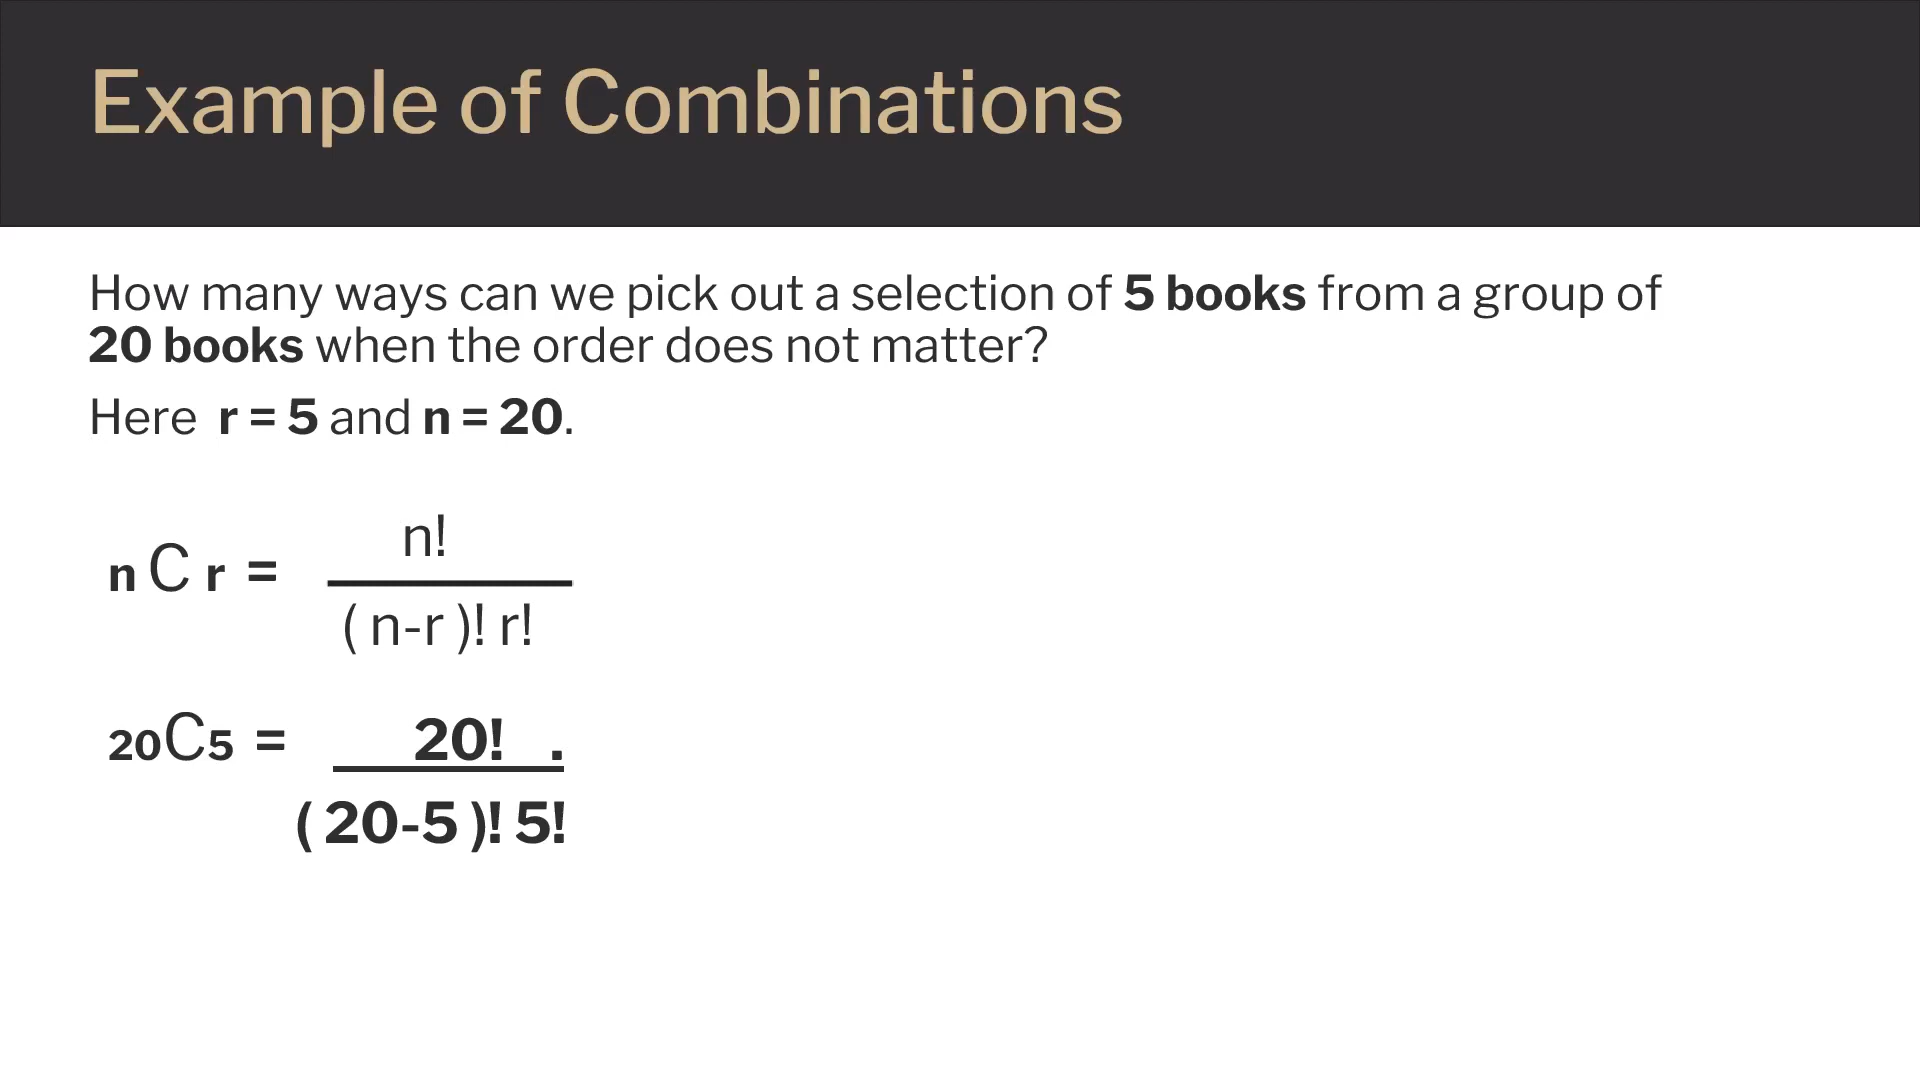 Example of Combinations
How many ways can we pick out a selection of 5 books from a group of
20 books when the order does not matter?
Here r = 5 and n = 20.
n!
n C r =
( n-r )! r!
20C5 = 20! .
( 20-5 )! 5!